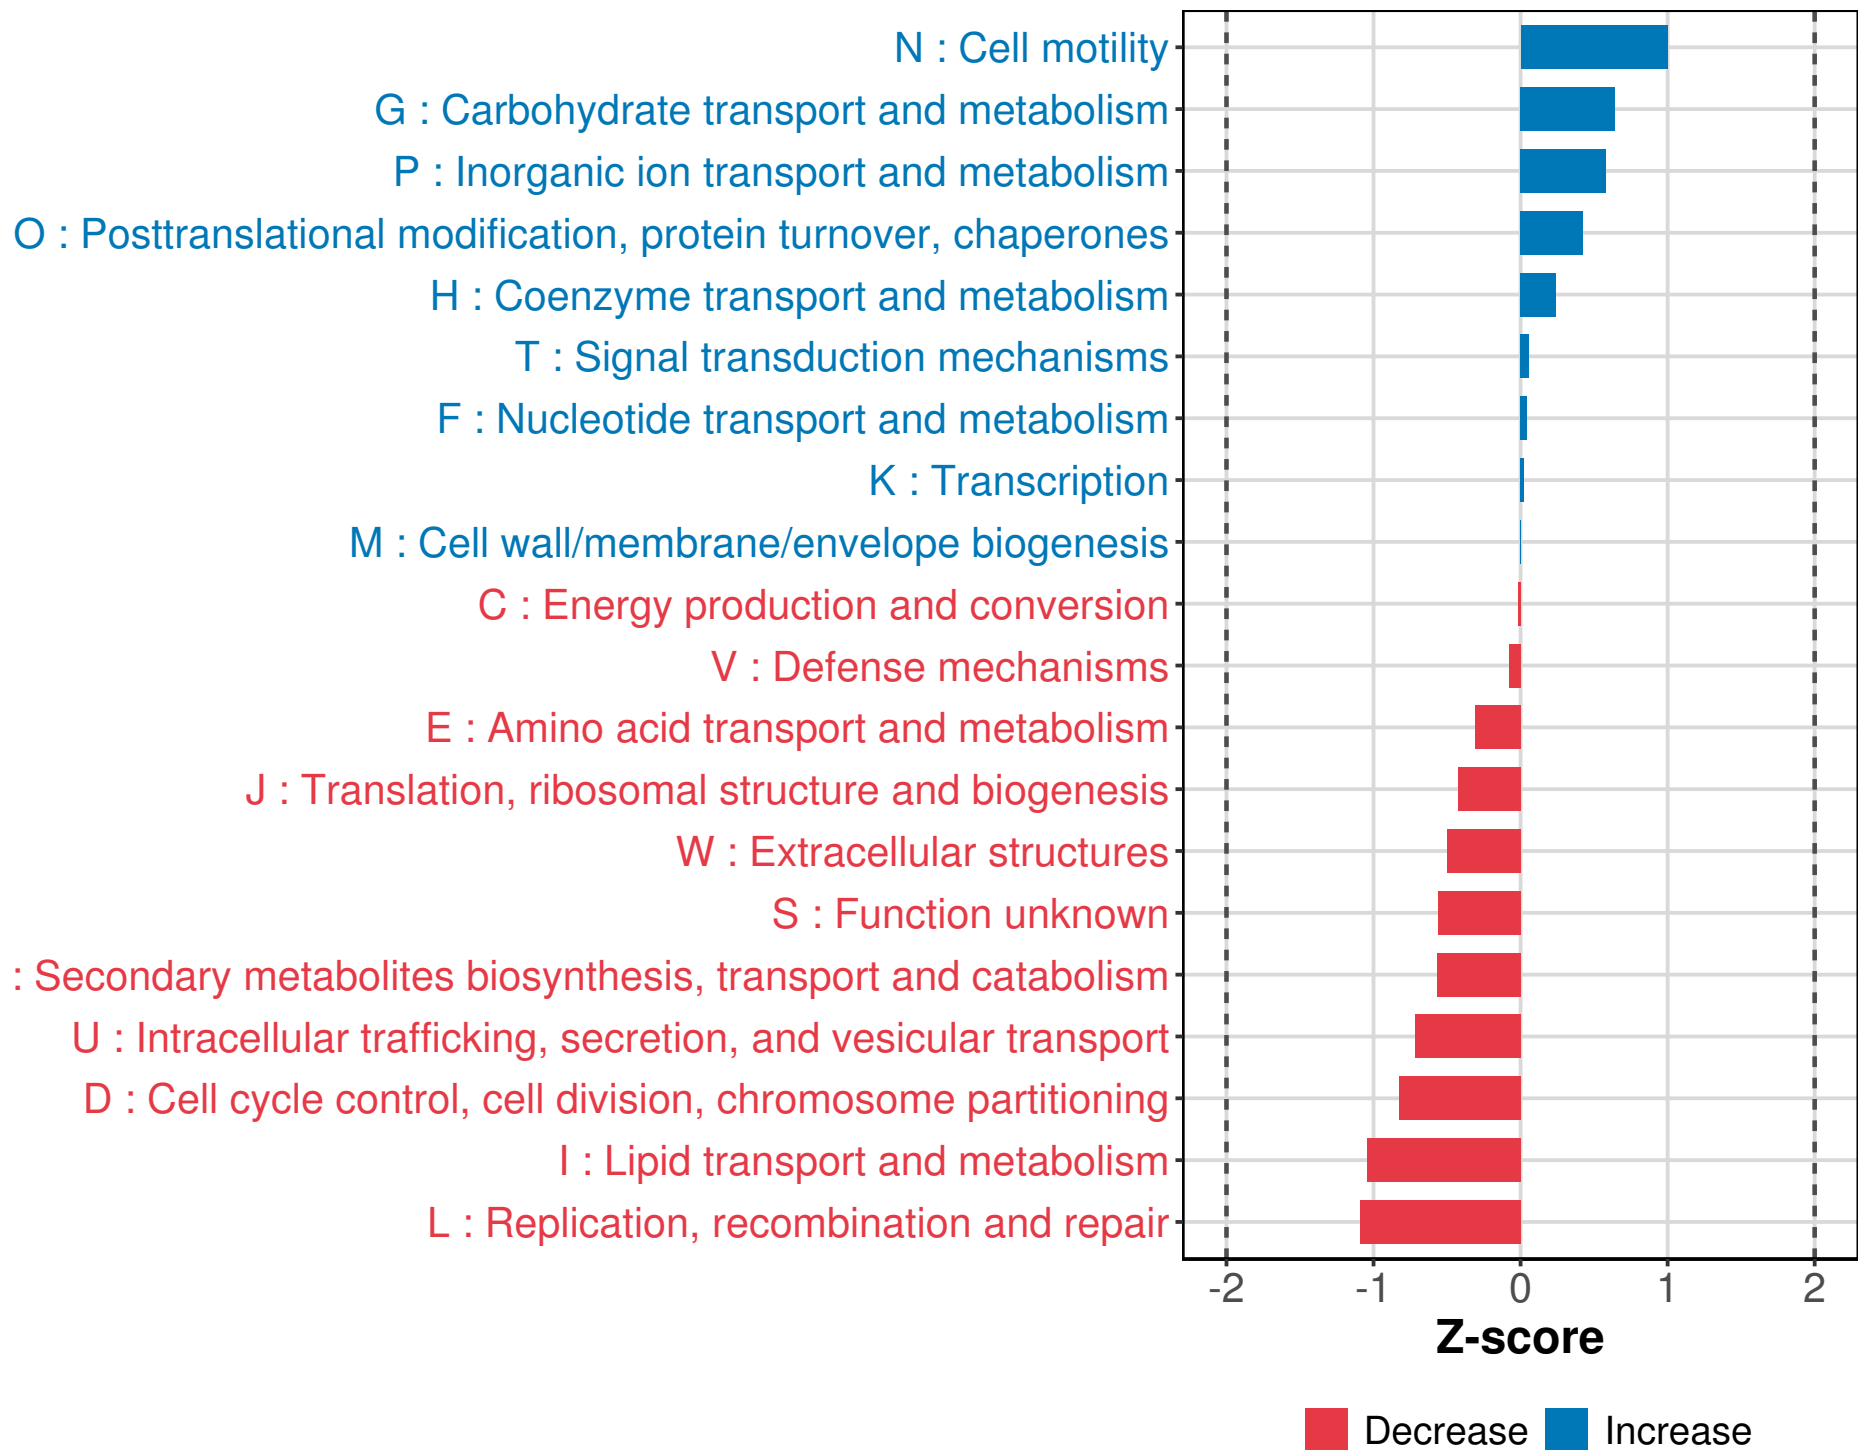 N : Cell motility
G : Carbohydrate transport and metabolism
P : Inorganic ion transport and metabolism
O : Posttranslational modification, protein turnover, chaperones
H : Coenzyme transport and metabolism
T : Signal transduction mechanisms
F : Nucleotide transport and metabolism
K : Transcription
M : Cell wall/membrane/envelope biogenesis
C : Energy production and conversion
V : Defense mechanisms
E : Amino acid transport and metabolism
J : Translation, ribosomal structure and biogenesis
W : Extracellular structures
S : Function unknown
: Secondary metabolites biosynthesis, transport and catabolism
U : Intracellular trafficking, secretion, and vesicular transport
D : Cell cycle control, cell division, chromosome partitioning
I : Lipid transport and metabolism
L : Replication, recombination and repair
-2 -1 0 1 2
Z-score
Decrease Increase